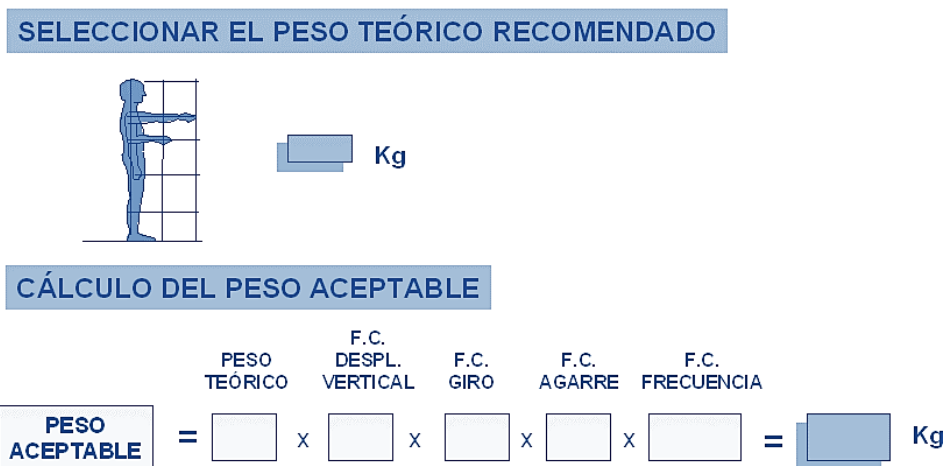 SELECCIONAR EL PESO TEÓRICO RECOMENDADO
Kg
CÁLCULO DEL PESO ACEPTABLE
PESO TEÓRICO
F.C. DESPL. VERTICAL
F.C. GIRO
F.C. AGARRE
F.C. FRECUENCIA
PESO ACEPTABLE = x x x x = Kg